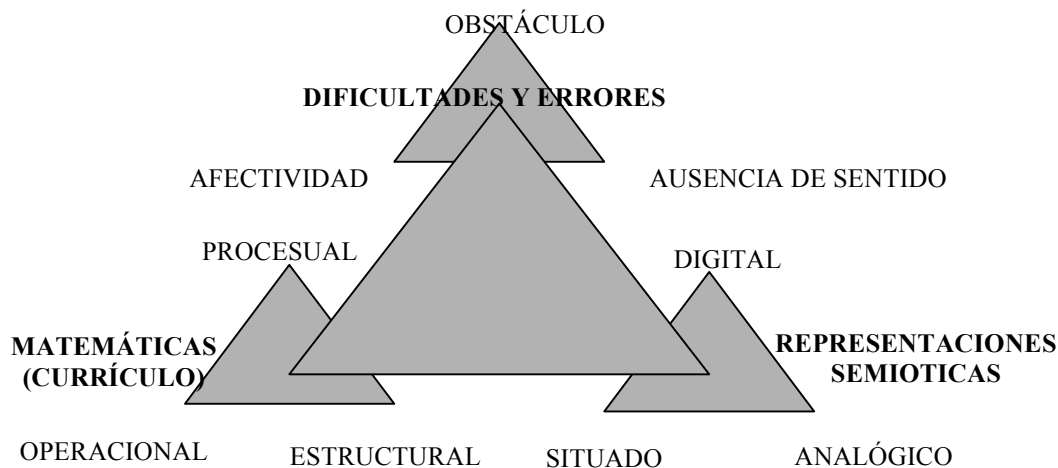 OBSTÁCULO
DIFICULTADES Y ERRORES
AFECTIVIDAD
AUSENCIA DE SENTIDO
PROCESUAL
DIGITAL
MATEMÁTICAS
(CURRÍCULO)
REPRESENTACIONES
SEMIOTICAS
OPERACIONAL
ESTRUCTURAL
SITUADO
ANALÓGICO